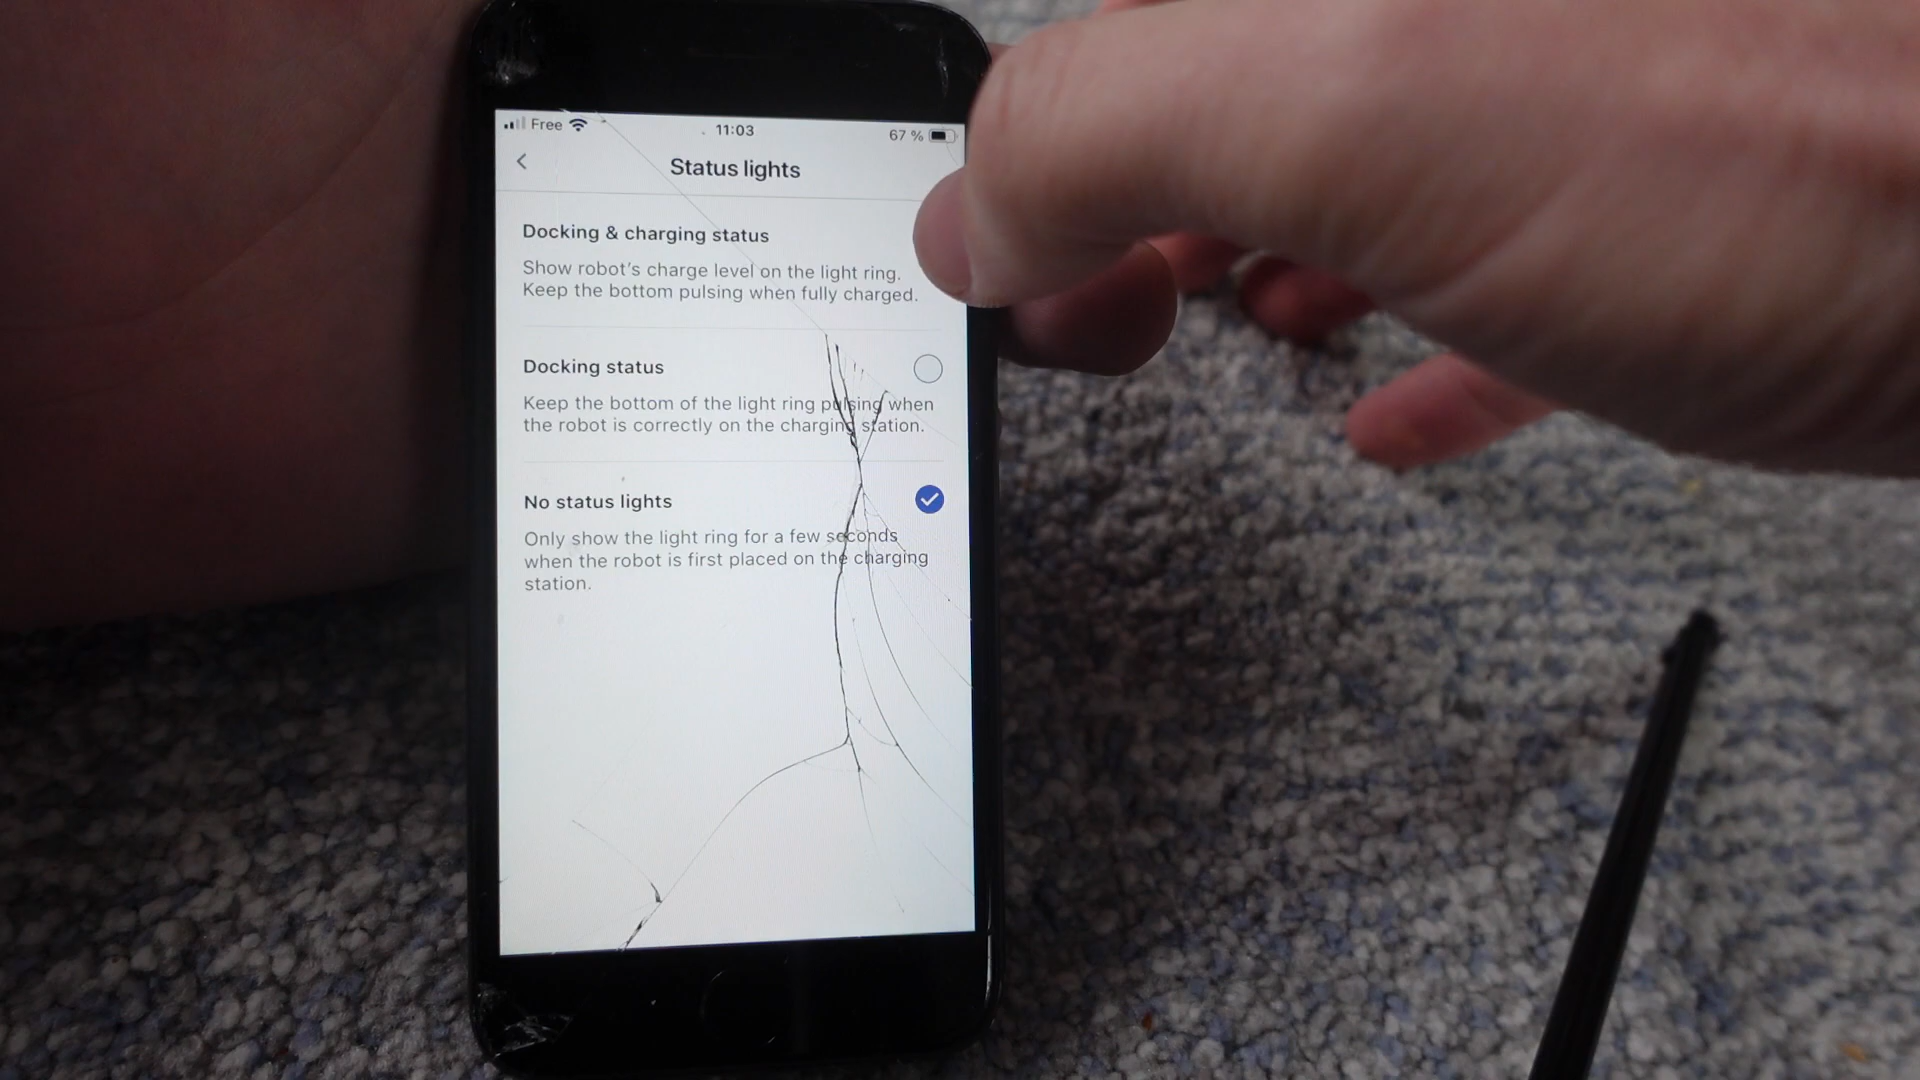 Free 11:03 67 %
Status lights
Docking & charging status
Show robot's charge level on the light ring.
Keep the bottom pulsing when fully charged.
Docking status
Keep the bottom of the light ring pulsing when
the robot is correctly on the charging station.
No status lights
Only show the light ring for a few seconds
when the robot is first placed on the charging
station.